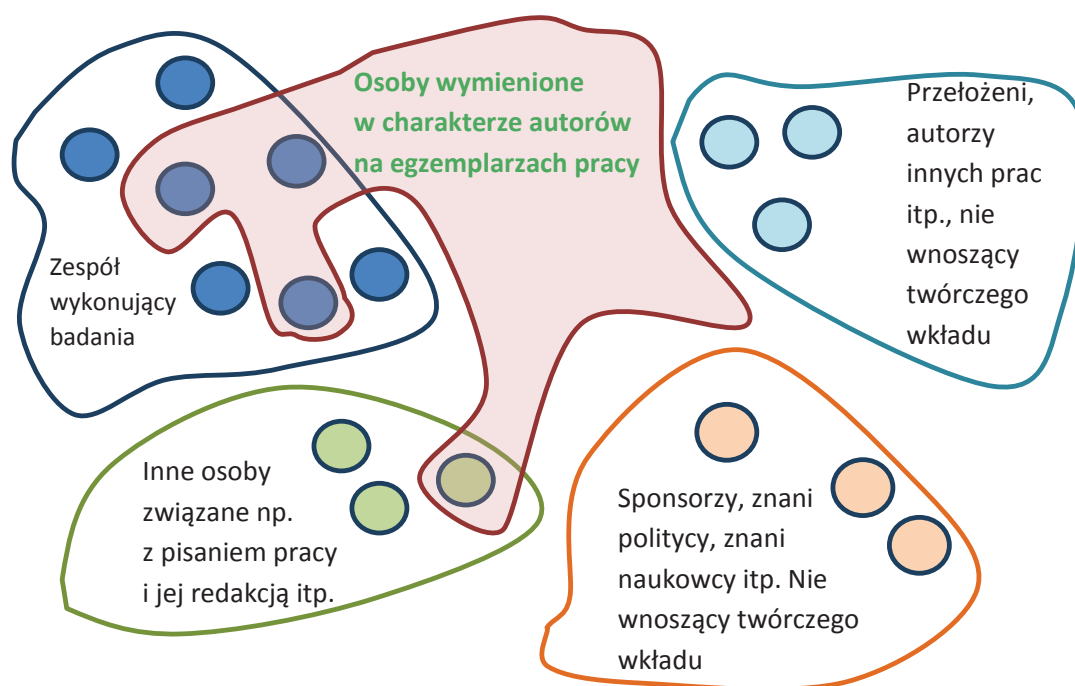 Osoby wymienione
w charakterze autorów
na egzemplarzach pracy
Przełożeni,
autorzy
innych prac
itp., nie
wnoszący
twórczego
wkładu
Zespół
wykonujący
badania
Inne osoby
związane np.
z pisaniem pracy
i jej redakcją itp.
Sponsorzy, znani
politycy, znani
naukowcy itp. Nie
wnoszący twórczego
wkładu